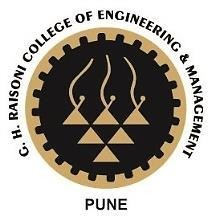 G. H. RAISONI COLLEGE OF ENGINEERING & MANAGEMENT
PUNE